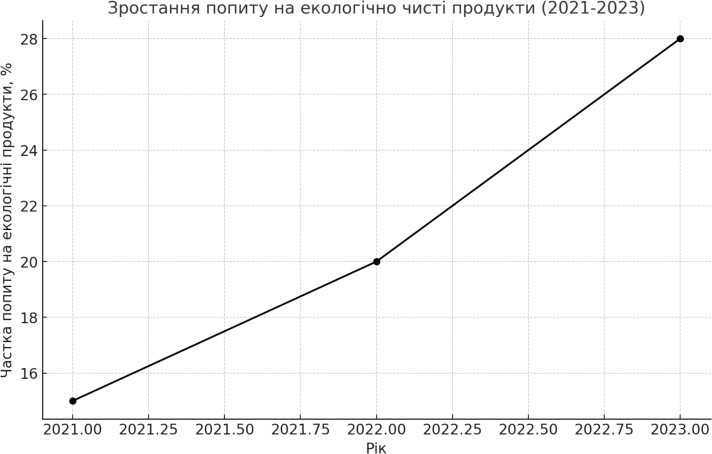 Зростання попиту на екологічно чисті продукти (2021-2023)
Частка попиту на екологічні продукти, %
28
26
24
22
20
18
16
2021.00 2021.25 2021.50 2021.75 2022.00 2022.25 2022.50 2022.75 2023.00
Рік